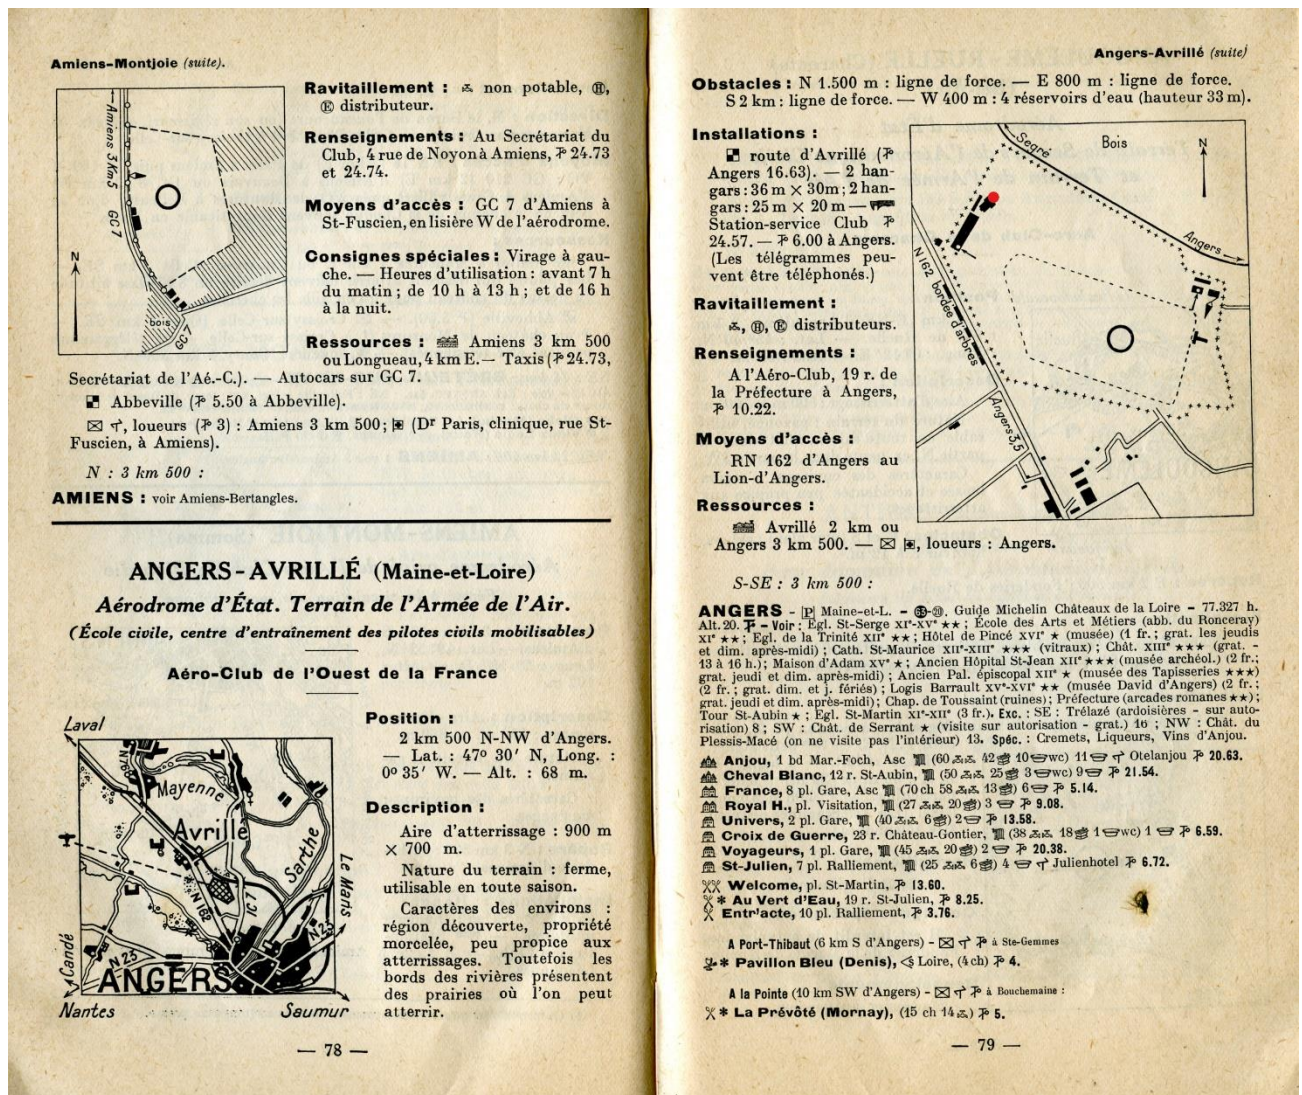 Amiens-Montjoie (suite).
Amiens 3 Km 5
GC 7
N
bois
GC 7
Ravitaillement : non potable, Ⓗ,
Ⓔ distributeur.
Renseignements : Au Secrétariat du
Club, 4 rue de Noyon à Amiens, 24.73
et 24.74.
Moyens d'accès : GC 7 d'Amiens à
St-Fuscien, en lisière W de l'aérodrome.
Consignes spéciales : Virage à gau-
che. — Heures d'utilisation : avant 7 h
du matin ; de 10 h à 13 h ; et de 16 h
à la nuit.
Ressources : Amiens 3 km 500
ou Longueau, 4 km E. — Taxis ( 24.73,
Secrétariat de l'Aé.-C.). — Autocars sur GC 7.
Abbeville ( 5.50 à Abbeville).
, loueurs ( 3) : Amiens 3 km 500 ; (Dr Paris, clinique, rue St-
Fuscien, à Amiens).
N : 3 km 500 :
AMIENS : voir Amiens-Bertangles.
ANGERS - AVRILLÉ (Maine-et-Loire)
Aérodrome d'État. Terrain de l'Armée de l'Air.
(École civile, centre d'entraînement des pilotes civils mobilisables)
Aéro-Club de l'Ouest de la France
Laval
N 162
Mayenne
Avrillé
Sarthe
Le Mans
N 162
IC 7
N 23
Candé
N 23
ANGERS
Nantes
Saumur
Position :
2 km 500 N-NW d'Angers.
— Lat. : 47° 30' N, Long. :
0° 35' W. — Alt. : 68 m.
Description :
Aire d'atterrissage : 900 m
× 700 m.
Nature du terrain : ferme,
utilisable en toute saison.
Caractères des environs :
région découverte, propriété
morcelée, peu propice aux
atterrissages. Toutefois les
bords des rivières présentent
des prairies où l'on peut
atterrir.
— 78 —
Angers-Avrillé (suite)
Obstacles : N 1.500 m : ligne de force. — E 800 m : ligne de force.
S 2 km : ligne de force. — W 400 m : 4 réservoirs d'eau (hauteur 33 m).
Installations :
route d'Avrillé (
Angers 16.63). — 2 han-
gars : 36 m × 30 m ; 2 han-
gars : 25 m × 20 m —
Station-service Club
24.57. — 6.00 à Angers.
(Les télégrammes peu-
vent être téléphonés.)
Ravitaillement :
, Ⓗ, Ⓔ distributeurs.
Renseignements :
A l'Aéro-Club, 19 r. de
la Préfecture à Angers,
10.22.
Moyens d'accès :
RN 162 d'Angers au
Lion-d'Angers.
Ressources :
Avrillé 2 km ou
Angers 3 km 500. — , loueurs : Angers.
Segré
Bois
N
Angers
N 162
bordée d'arbres
Angers 3,5
S-SE : 3 km 500 :
ANGERS - P Maine-et-L. - Guide Michelin Châteaux de la Loire - 77.327 h.
Alt. 20. - Voir : Egl. St-Serge XIe-XVe ★★ ; École des Arts et Métiers (abb. du Ronceray)
XIe ★★ ; Egl. de la Trinité XIIe ★★ ; Hôtel de Pincé XVIe ★ (musée) (1 fr. ; grat. les jeudis
et dim. après-midi) ; Cath. St-Maurice XIIe-XIIIe ★★★ (vitraux) ; Chât. XIIIe ★★★ (grat. -
13 à 16 h.) ; Maison d'Adam XVe ★ ; Ancien Hôpital St-Jean XIIe ★★★ (musée archéol.) (2 fr. ;
grat. jeudi et dim. après-midi) ; Ancien Pal. épiscopal XIIe ★ (musée des Tapisseries ★★★)
(2 fr. ; grat. dim. et j. fériés) ; Logis Barrault XVe-XVIe ★★ (musée David d'Angers) (2 fr. ;
grat. jeudi et dim. après-midi) ; Chap. de Toussaint (ruines) ; Préfecture (arcades romanes ★★) ;
Tour St-Aubin ★ ; Egl. St-Martin XIe-XIIe (3 fr.). Exc. : SE : Trélazé (ardoisières - sur auto-
risation) 8 ; SW : Chât. de Serrant ★ (visite sur autorisation - grat.) 16 ; NW : Chât. du
Plessis-Macé (on ne visite pas l'intérieur) 13. Spéc. : Cremets, Liqueurs, Vins d'Anjou.
Anjou, 1 bd Mar.-Foch, Asc (60 42 10 wc) 11 Otelanjou 20.63.
Cheval Blanc, 12 r. St-Aubin, (50 25 3 wc) 9 21.54.
France, 8 pl. Gare, Asc (70 ch 58 13 ) 6 5.14.
Royal H., pl. Visitation, (27 20 ) 3 9.08.
Univers, 2 pl. Gare, (40 6 ) 2 13.58.
Croix de Guerre, 23 r. Château-Gontier, (38 18 1 wc) 1 6.59.
Voyageurs, 1 pl. Gare, (45 20 ) 2 20.38.
St-Julien, 7 pl. Ralliement, (25 6 ) 4 Julienhotel 6.72.
Welcome, pl. St-Martin, 13.60.
* Au Vert d'Eau, 19 r. St-Julien, 8.25.
Entr'acte, 10 pl. Ralliement, 3.76.
A Port-Thibaut (6 km S d'Angers) - à Ste-Gemmes
* Pavillon Bleu (Denis), Loire, (4 ch) 4.
A la Pointe (10 km SW d'Angers) - à Bouchemaine :
* La Prévôté (Mornay), (15 ch 14 ) 5.
— 79 —